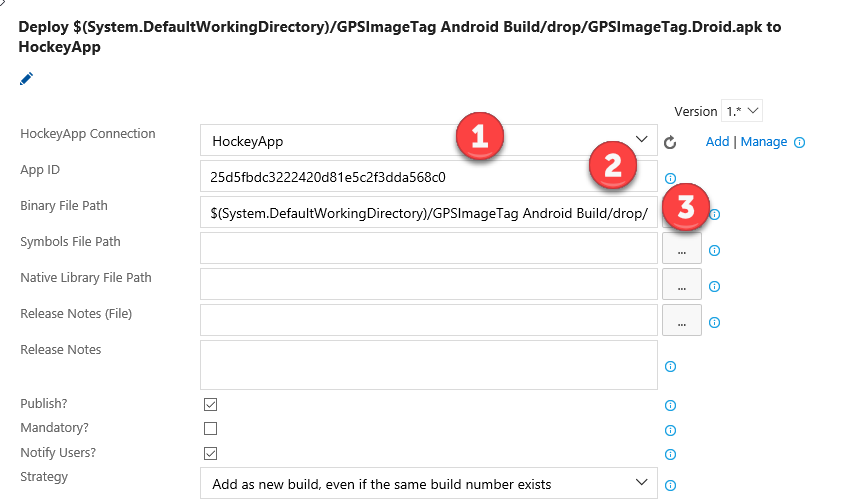 Deploy $(System.DefaultWorkingDirectory)/GPSImageTag Android Build/drop/GPSImageTag.Droid.apk to
HockeyApp
Version 1.*
HockeyApp Connection HockeyApp 1 Add | Manage
2
App ID 25d5fbdc3222420d81e5c2f3dda568c0
Binary File Path $(System.DefaultWorkingDirectory)/GPSImageTag Android Build/drop/ 3
Symbols File Path ...
Native Library File Path ...
Release Notes (File) ...
Release Notes
Publish?
Mandatory?
Notify Users?
Strategy Add as new build, even if the same build number exists